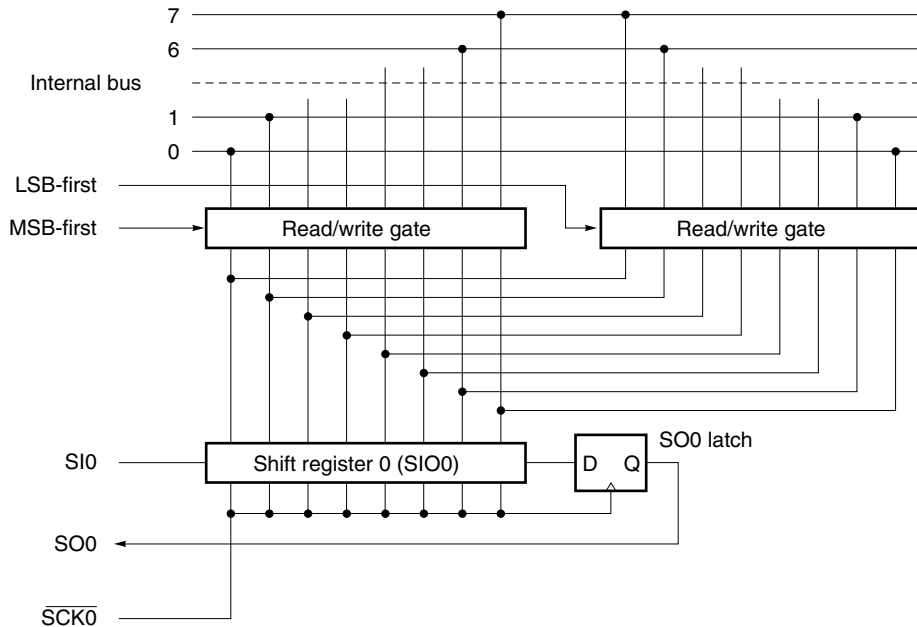 7
6
Internal bus
1
0
LSB-first
MSB-first
Read/write gate
Read/write gate
SO0 latch
SI0
Shift register 0 (SIO0)
D
Q
SO0
SCK0